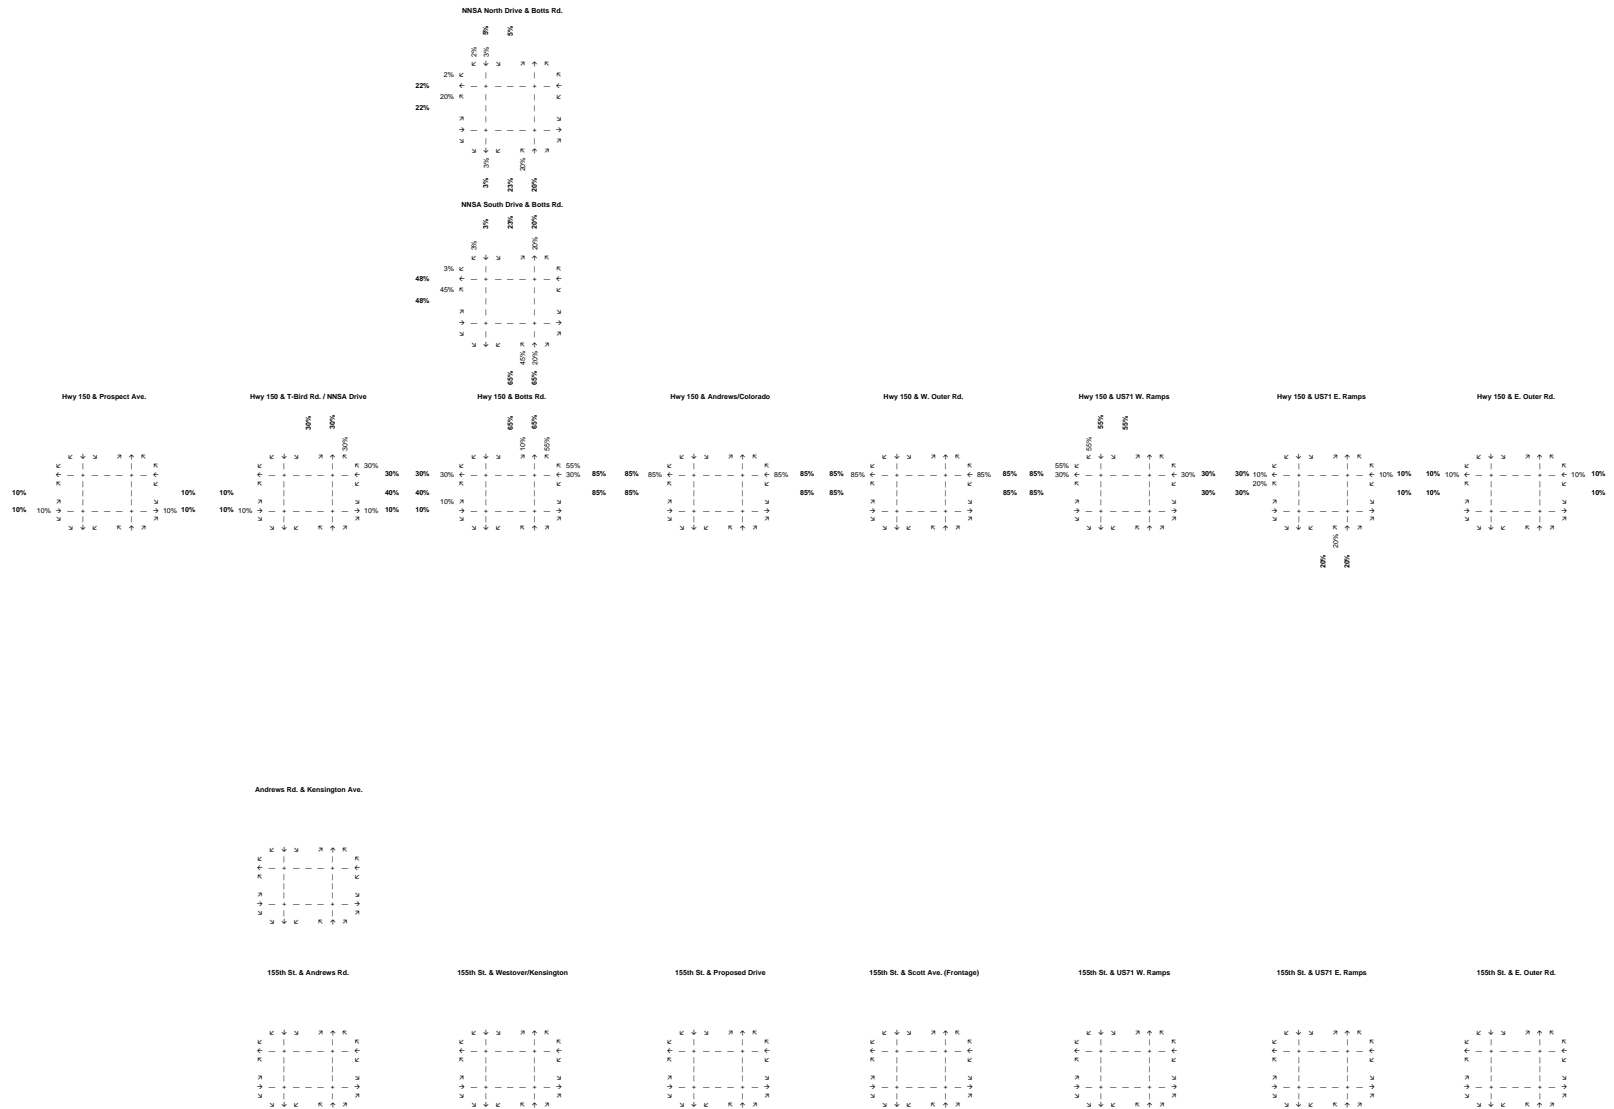 NNSA North Drive & Botts Rd.
5% 5%
2% 3%
2%
22%
20%
22%
3% 20%
3% 23% 20%
NNSA South Drive & Botts Rd.
3% 23% 20%
3% 20%
3%
48%
45%
48%
45% 20%
65% 65%
Hwy 150 & Prospect Ave. Hwy 150 & T-Bird Rd. / NNSA Drive Hwy 150 & Botts Rd. Hwy 150 & Andrews/Colorado Hwy 150 & W. Outer Rd. Hwy 150 & US71 W. Ramps Hwy 150 & US71 E. Ramps Hwy 150 & E. Outer Rd.
30% 30% 65% 65% 55% 55%
30% 10% 55% 55%
30% 55% 55%
30% 30% 30% 30% 85% 85% 85% 85% 85% 85% 85% 85% 85% 85% 30% 30% 30% 30% 10% 10% 10% 10% 10% 10% 10%
20%
10% 10% 10% 40% 40% 85% 85% 85% 85% 85% 85% 30% 30% 10% 10% 10%
10%
10% 10% 10% 10% 10% 10% 10% 10% 10%
20%
20% 20%
Andrews Rd. & Kensington Ave.
155th St. & Andrews Rd. 155th St. & Westover/Kensington 155th St. & Proposed Drive 155th St. & Scott Ave. (Frontage) 155th St. & US71 W. Ramps 155th St. & US71 E. Ramps 155th St. & E. Outer Rd.